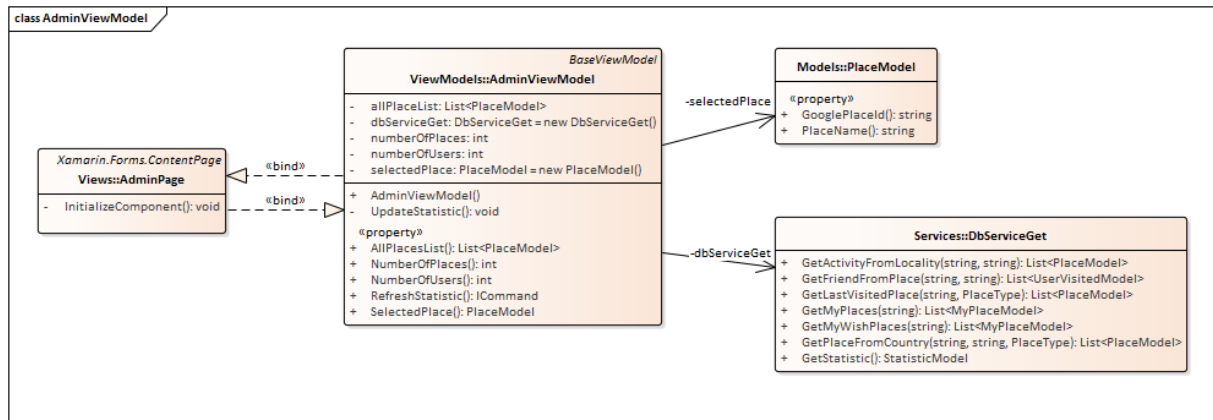 class AdminViewModel
BaseViewModel
ViewModels::AdminViewModel
- allPlaceList: List<PlaceModel>
- dbServiceGet: DbServiceGet = new DbServiceGet()
- numberOfPlaces: int
- numberOfUsers: int
- selectedPlace: PlaceModel = new PlaceModel()
+ AdminViewModel()
- UpdateStatistic(): void
«property»
+ AllPlacesList(): List<PlaceModel>
+ NumberOfPlaces(): int
+ NumberOfUsers(): int
+ RefreshStatistic(): ICommand
+ SelectedPlace(): PlaceModel
Xamarin.Forms.ContentPage
Views::AdminPage
- InitializeComponent(): void
«bind»
«bind»
-selectedPlace
Models::PlaceModel
«property»
+ GooglePlaceId(): string
+ PlaceName(): string
-dbServiceGet
Services::DbServiceGet
+ GetActivityFromLocality(string, string): List<PlaceModel>
+ GetFriendFromPlace(string, string): List<UserVisitedModel>
+ GetLastVisitedPlace(string, PlaceType): List<PlaceModel>
+ GetMyPlaces(string): List<MyPlaceModel>
+ GetMyWishPlaces(string): List<MyPlaceModel>
+ GetPlaceFromCountry(string, string, PlaceType): List<PlaceModel>
+ GetStatistic(): StatisticModel